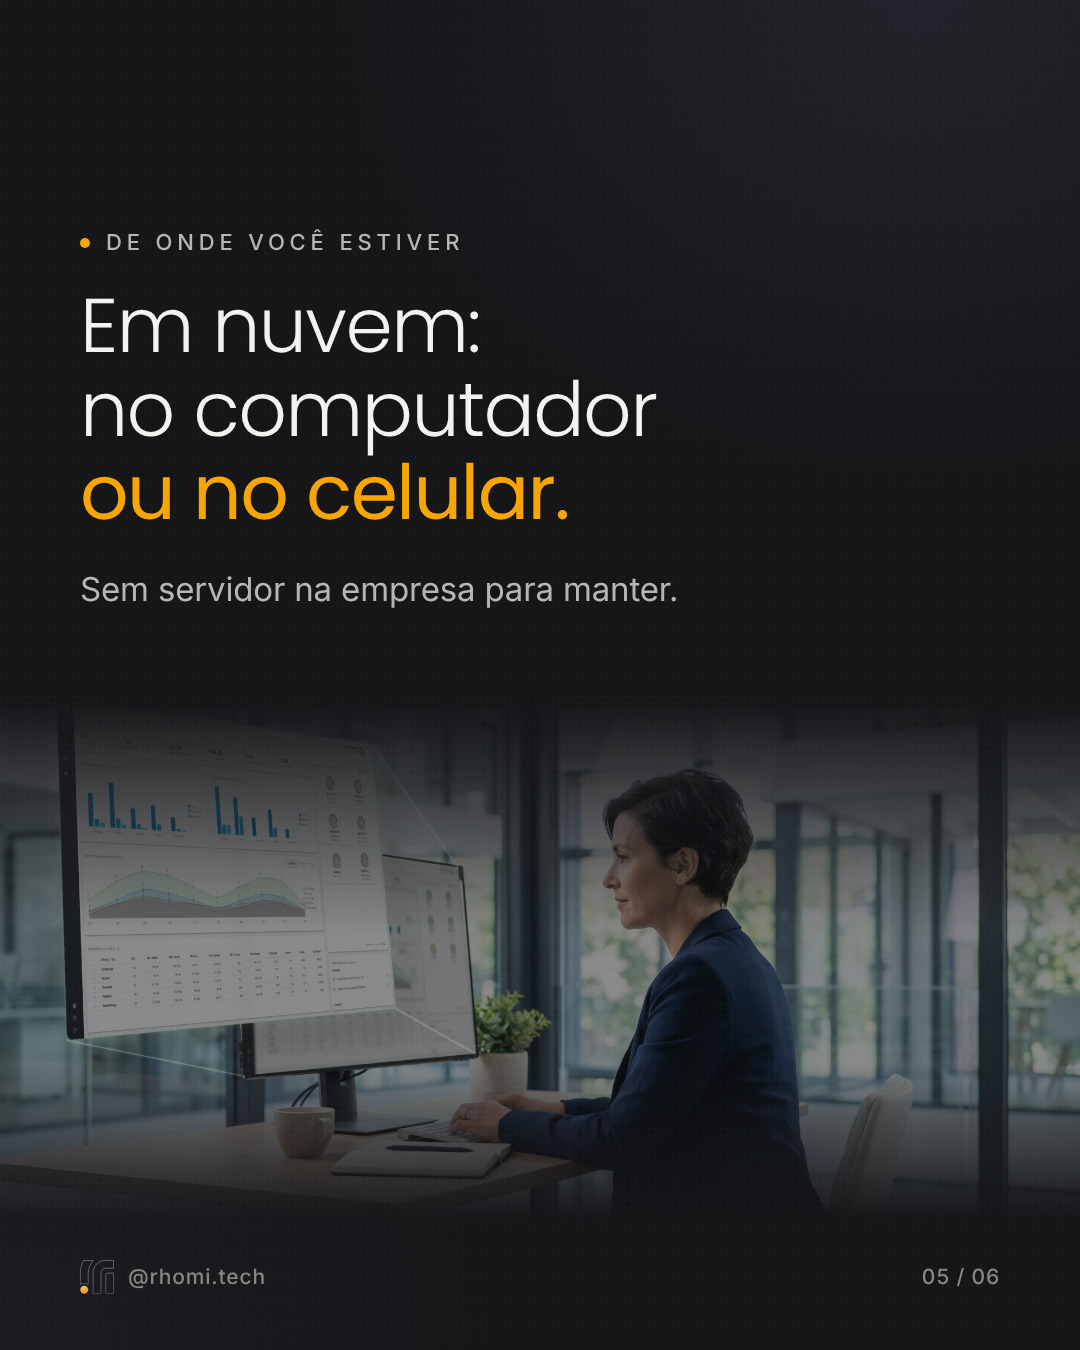 DE ONDE VOCÊ ESTIVER
Em nuvem:
no computador
ou no celular.
Sem servidor na empresa para manter.
@rhomi.tech
05 / 06